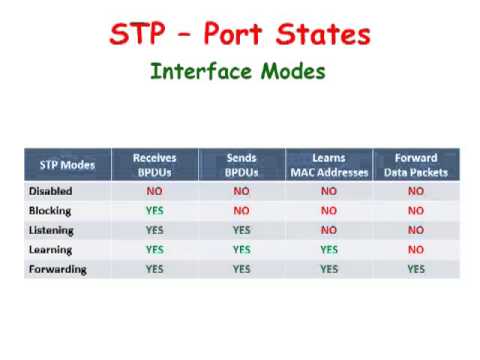 STP – Port States
Interface Modes
STP Modes Receives BPDUs Sends BPDUs Learns MAC Addresses Forward Data Packets
Disabled NO NO NO NO
Blocking YES NO NO NO
Listening YES YES NO NO
Learning YES YES YES NO
Forwarding YES YES YES YES